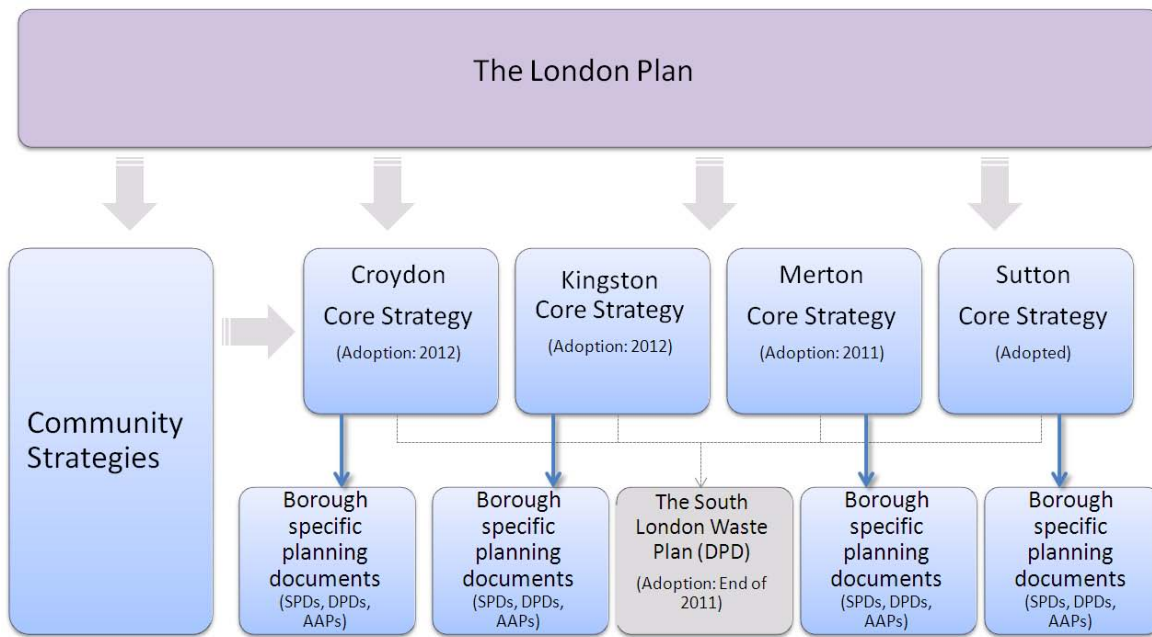 The London Plan
Croydon
Core Strategy
(Adoption: 2012)
Kingston
Core Strategy
(Adoption: 2012)
Merton
Core Strategy
(Adoption: 2011)
Sutton
Core Strategy
(Adopted)
Community
Strategies
Borough
specific
planning
documents
(SPDs, DPDs,
AAPs)
Borough
specific
planning
documents
(SPDs, DPDs,
AAPs)
The South
London Waste
Plan (DPD)
(Adoption: End of
2011)
Borough
specific
planning
documents
(SPDs, DPDs,
AAPs)
Borough
specific
planning
documents
(SPDs, DPDs,
AAPs)